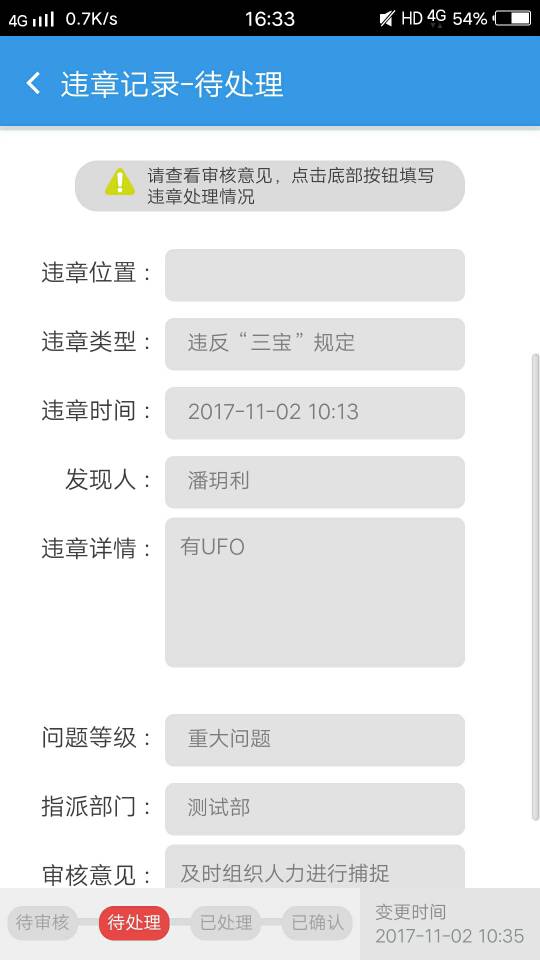 4G 0.7K/s 16:33 HD 4G 54%
违章记录-待处理
请查看审核意见，点击底部按钮填写
违章处理情况
违章位置：
违章类型： 违反“三宝”规定
违章时间： 2017-11-02 10:13
发现人： 潘玥利
违章详情： 有UFO
问题等级： 重大问题
指派部门： 测试部
审核意见： 及时组织人力进行捕捉
待审核 待处理 已处理 已确认
变更时间
2017-11-02 10:35